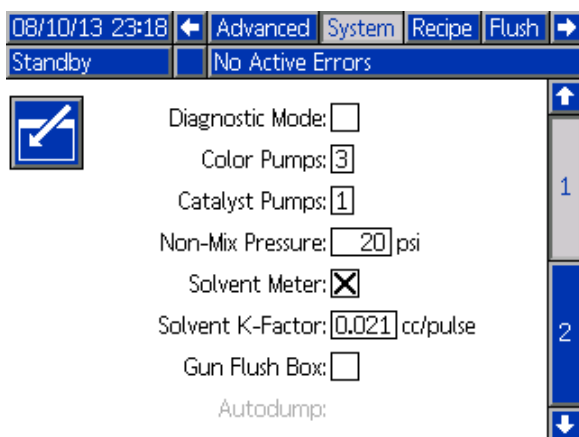 08/10/13 23:18 Advanced System Recipe Flush
Standby No Active Errors
Diagnostic Mode:
Color Pumps: 3
Catalyst Pumps: 1
1
Non-Mix Pressure: 20 psi
Solvent Meter:
Solvent K-Factor: 0.021 cc/pulse
2
Gun Flush Box:
Autodump: